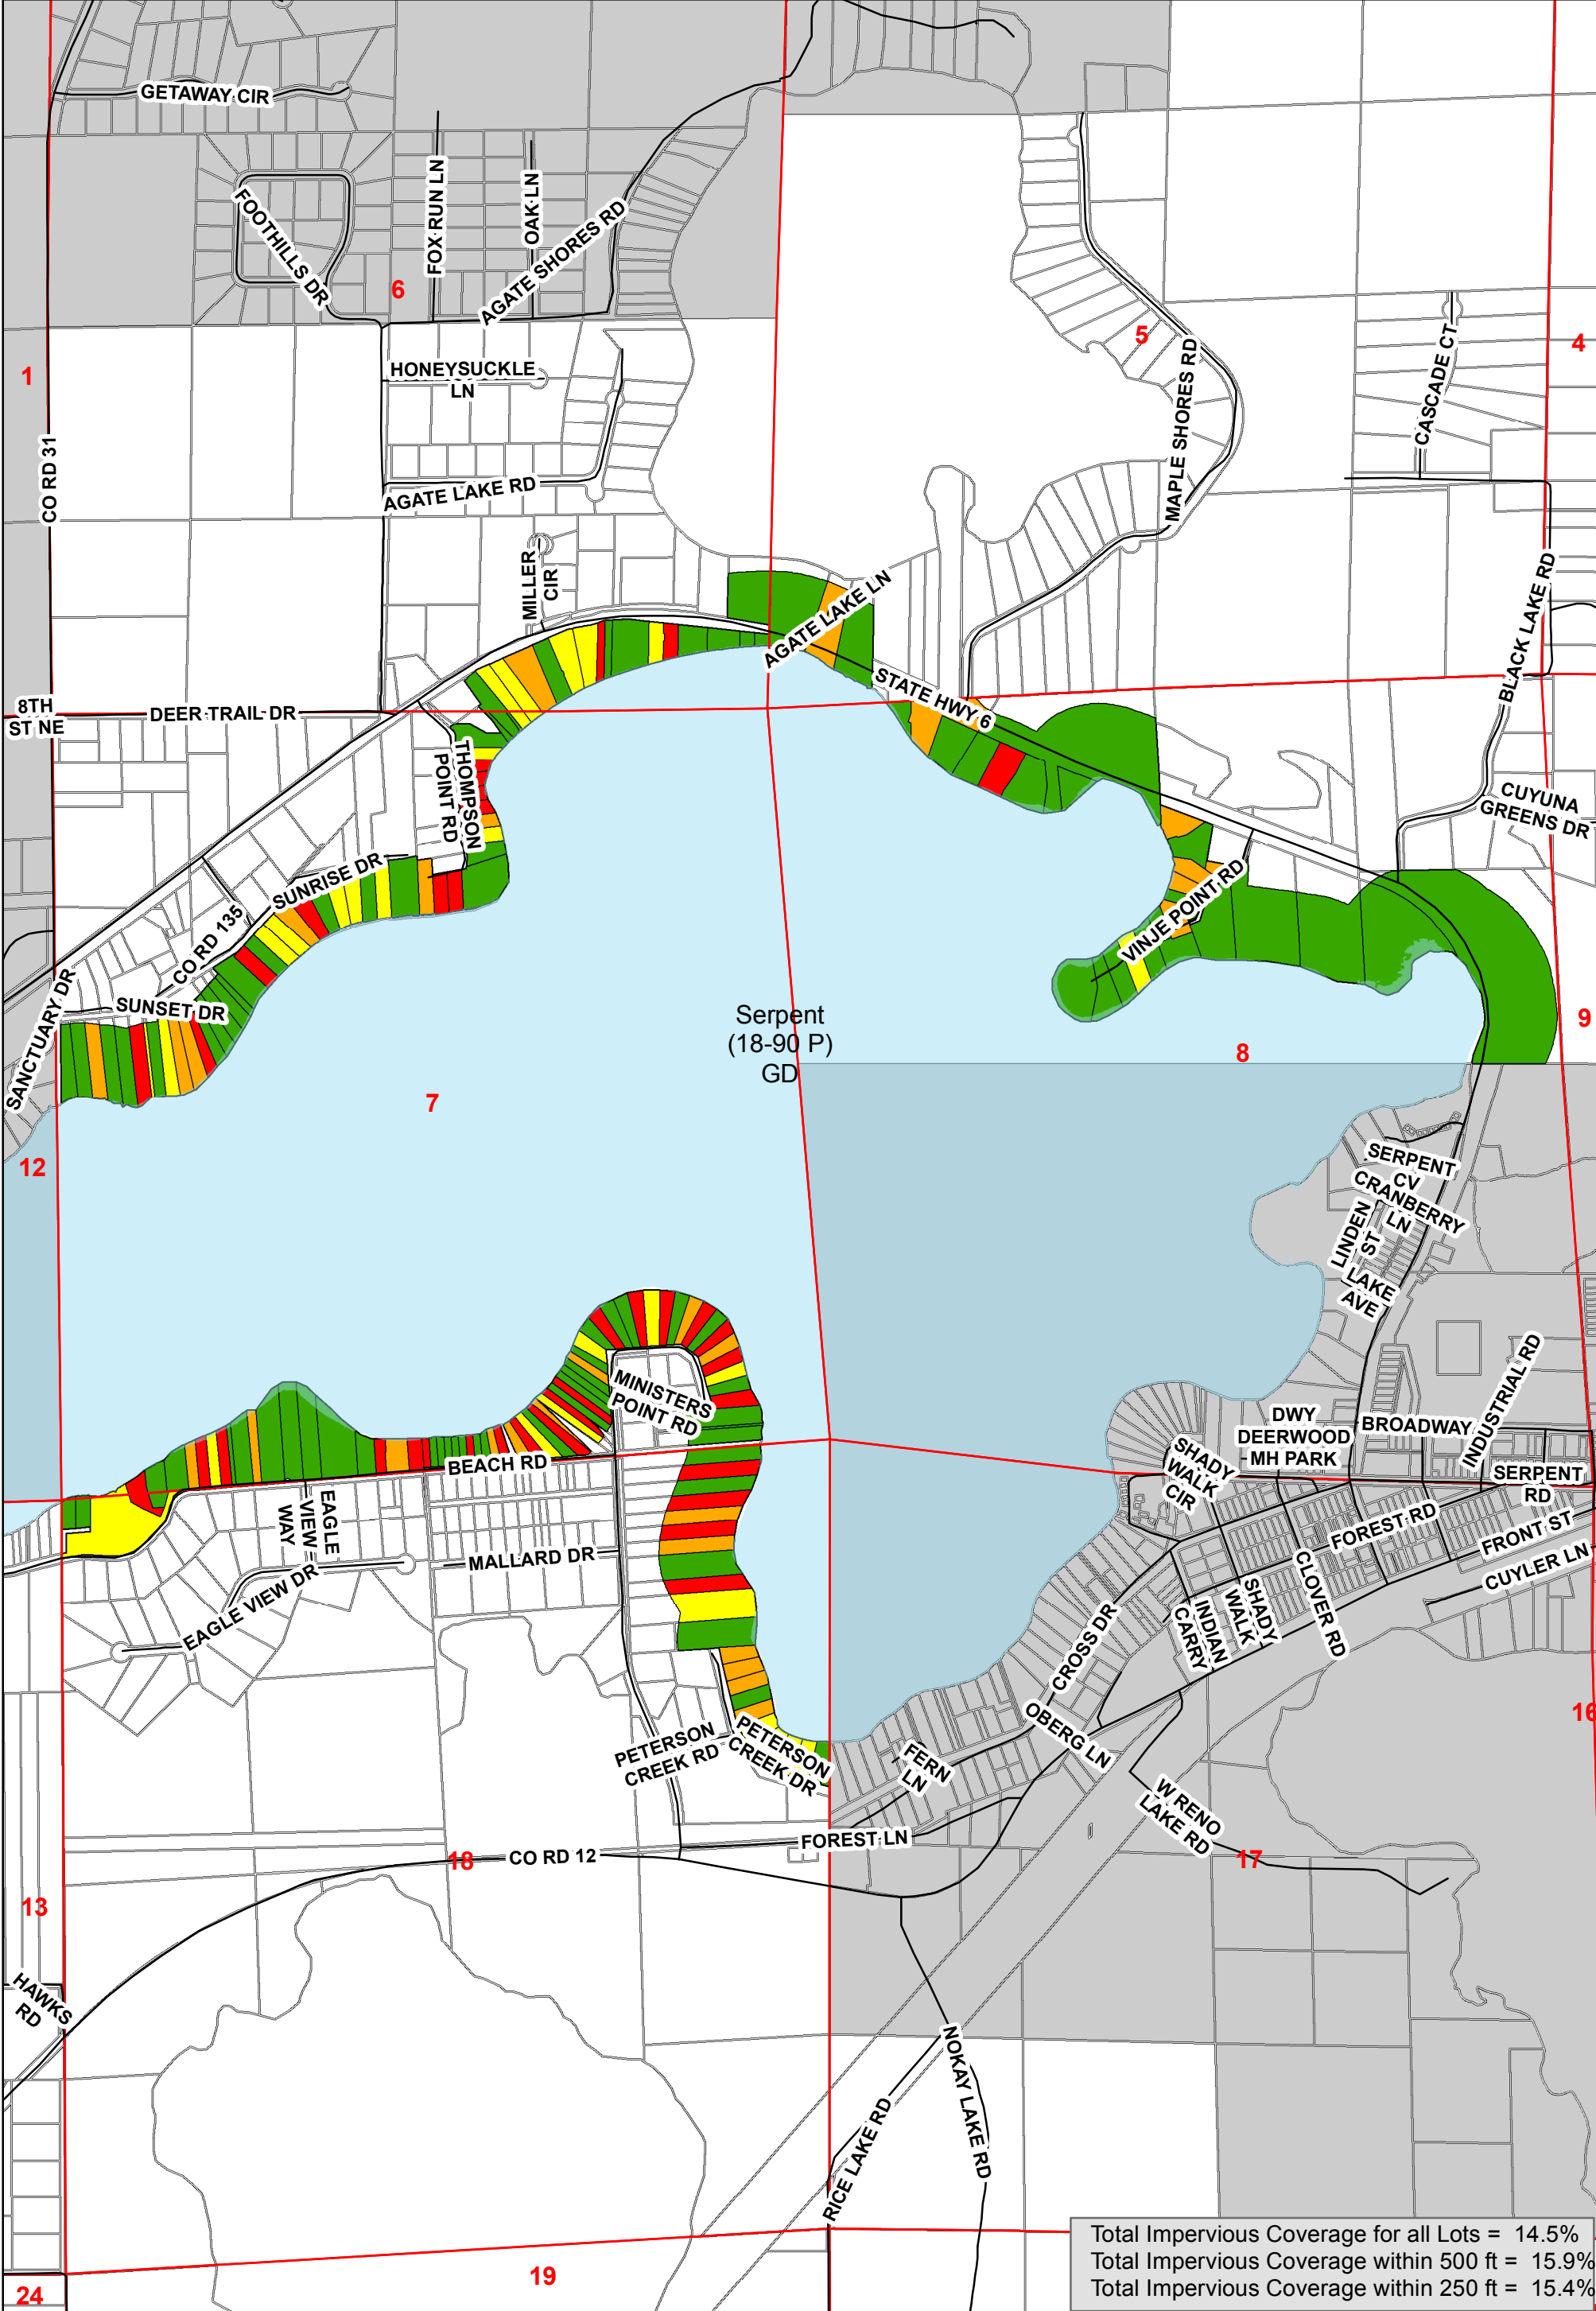 GETAWAY CIR
FOX RUN LN
OAK LN
FOOTHILLS DR
AGATE SHORES RD
6
5
4
1
HONEYSUCKLE
LN
CASCADE CT
MAPLE SHORES RD
CO RD 31
AGATE LAKE RD
MILLER
CIR
AGATE LAKE LN
BLACK LAKE RD
8TH
ST NE
DEER TRAIL DR
STATE HWY 6
THOMPSON
POINT RD
CUYUNA
GREENS DR
SUNRISE DR
CO RD 135
VINJE POINT RD
SANCTUARY DR
SUNSET DR
Serpent
(18-90 P)
GD
9
8
7
12
SERPENT
CV
CRANBERRY
LN
LINDEN
ST
LAKE
AVE
MINISTERS
POINT RD
INDUSTRIAL RD
DWY
DEERWOOD
MH PARK
BROADWAY
SHADY
WALK
CIR
BEACH RD
SERPENT
RD
EAGLE
VIEW
WAY
FOREST RD
FRONT ST
MALLARD DR
CUYLER LN
EAGLE VIEW DR
CLOVER RD
SHADY
WALK
INDIAN
CARRY
CROSS DR
16
OBERG LN
PETERSON
CREEK RD
PETERSON
CREEK DR
FERN
LN
W RENO
LAKE RD
FOREST LN
18
CO RD 12
17
13
HAWKS
RD
NOKAY LAKE RD
RICE LAKE RD
Total Impervious Coverage for all Lots = 14.5%
Total Impervious Coverage within 500 ft = 15.9%
Total Impervious Coverage within 250 ft = 15.4%
19
24